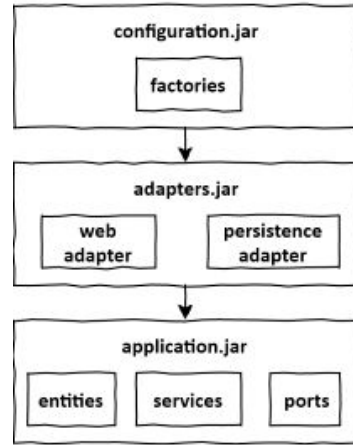 configuration.jar
factories
adapters.jar
web
adapter
persistence
adapter
application.jar
entities
services
ports